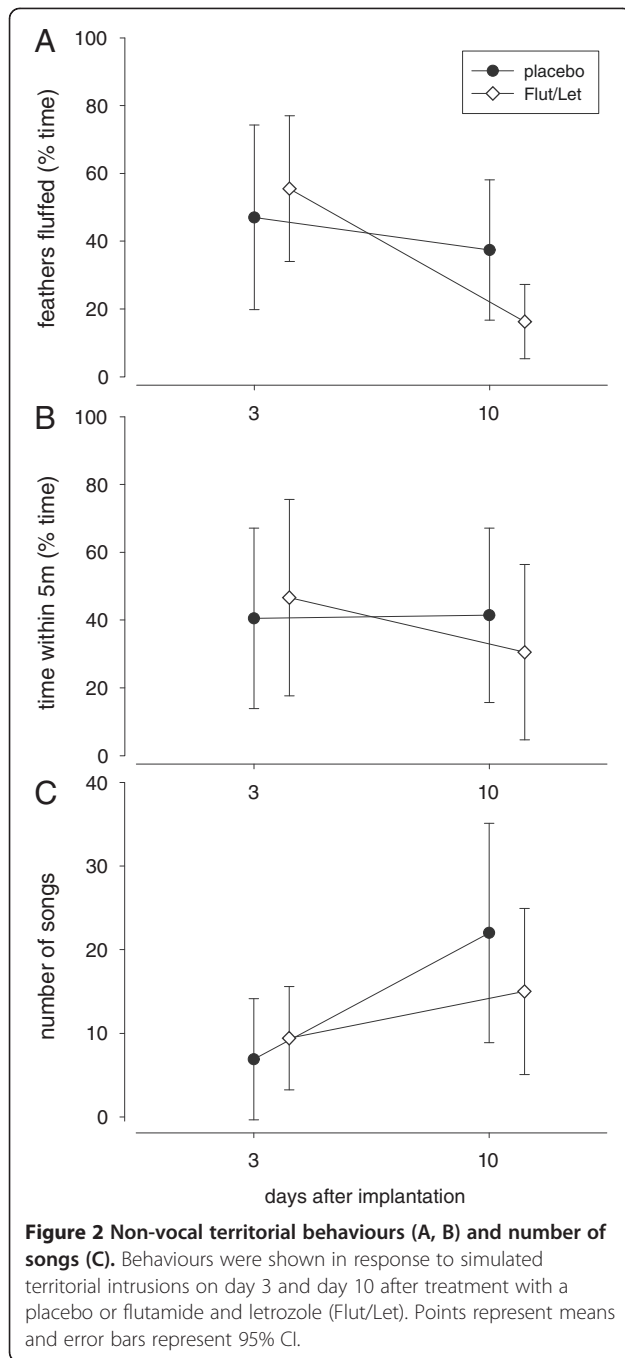 A
100
80
60
40
20
0
feathers fluffed (% time)
placebo
Flut/Let
3
10
B
100
80
60
40
20
0
time within 5m (% time)
3
10
C
40
30
20
10
0
number of songs
3
10
days after implantation
Figure 2 Non-vocal territorial behaviours (A, B) and number of
songs (C). Behaviours were shown in response to simulated
territorial intrusions on day 3 and day 10 after treatment with a
placebo or flutamide and letrozole (Flut/Let). Points represent means
and error bars represent 95% CI.